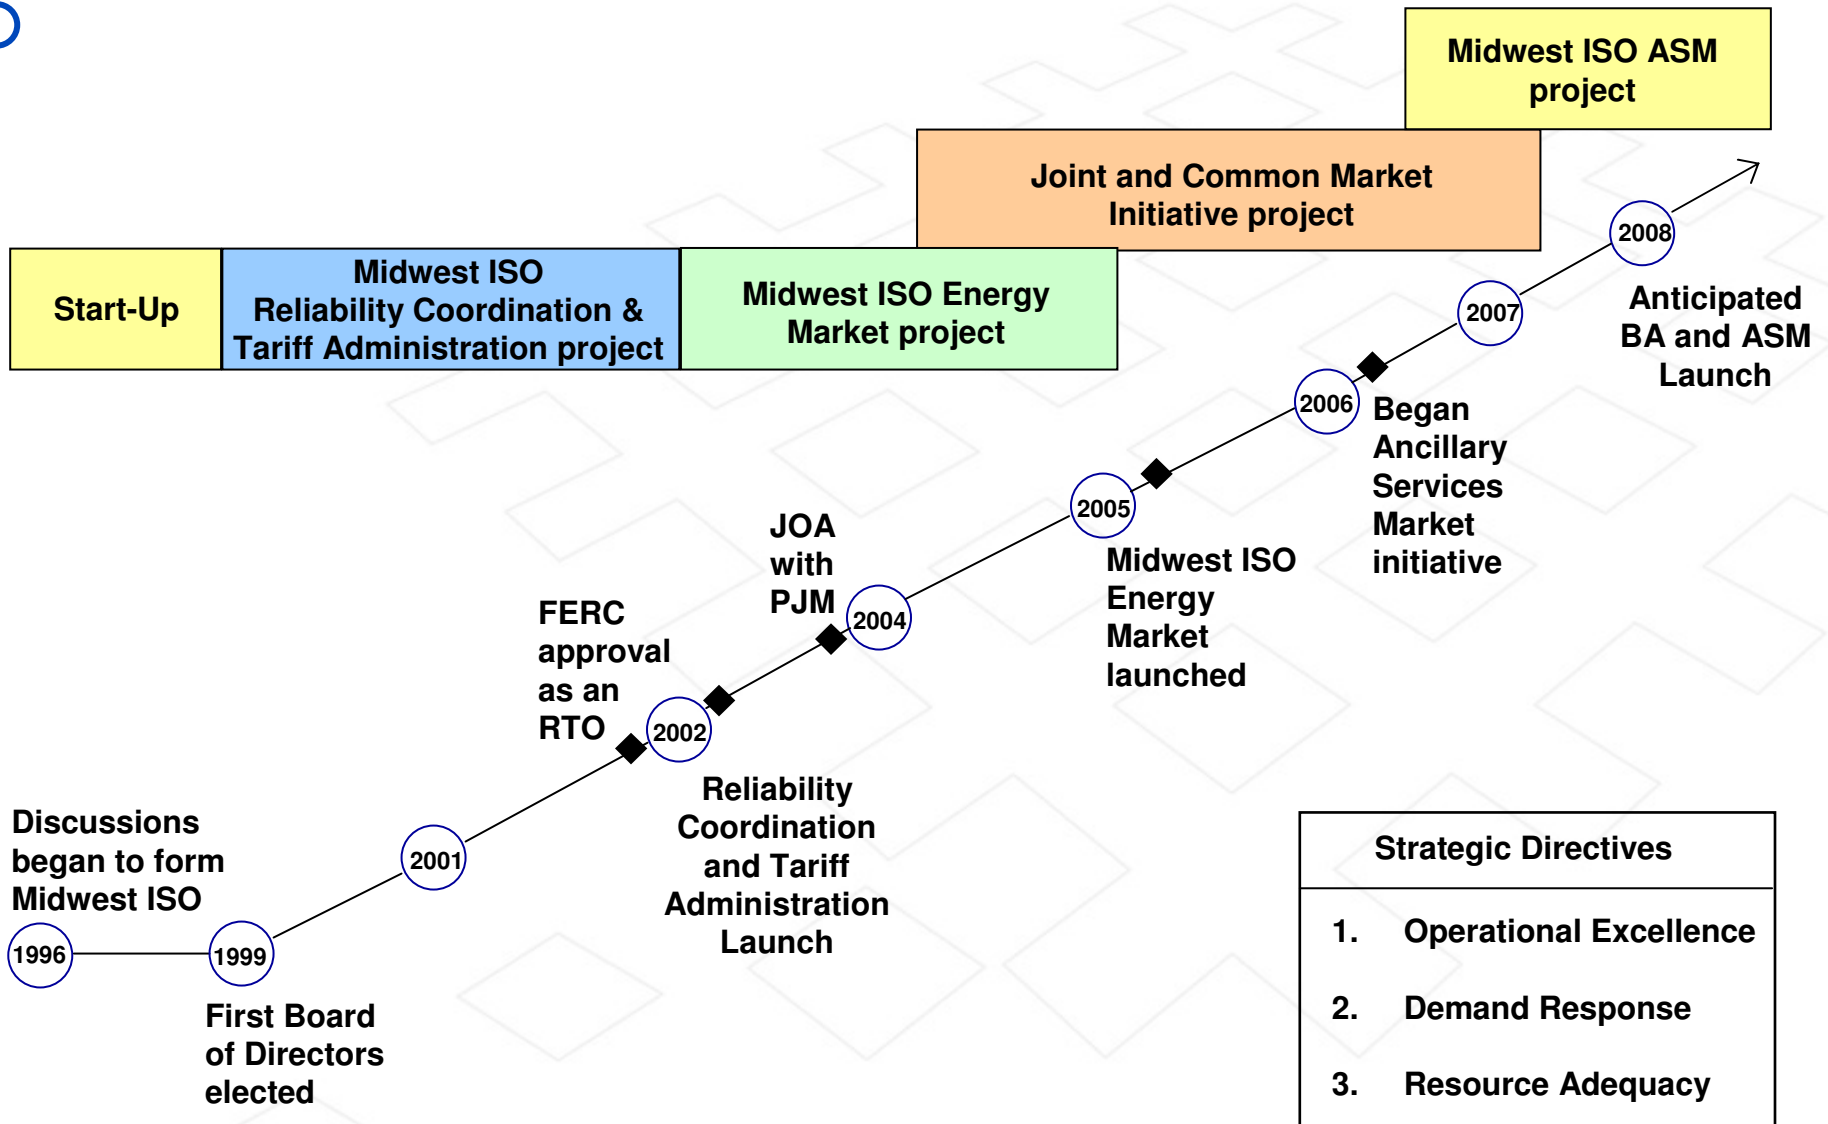 Midwest ISO ASM
project
Joint and Common Market
Initiative project
Start-Up
Midwest ISO
Reliability Coordination &
Tariff Administration project
Midwest ISO Energy
Market project
2008
Anticipated
BA and ASM
Launch
2007
2006
Began
Ancillary
Services
Market
initiative
2005
Midwest ISO
Energy
Market
launched
JOA
with
PJM
2004
FERC
approval
as an
RTO
2002
Reliability
Coordination
and Tariff
Administration
Launch
2001
Discussions
began to form
Midwest ISO
1996
1999
First Board
of Directors
elected
Strategic Directives
1. Operational Excellence
2. Demand Response
3. Resource Adequacy